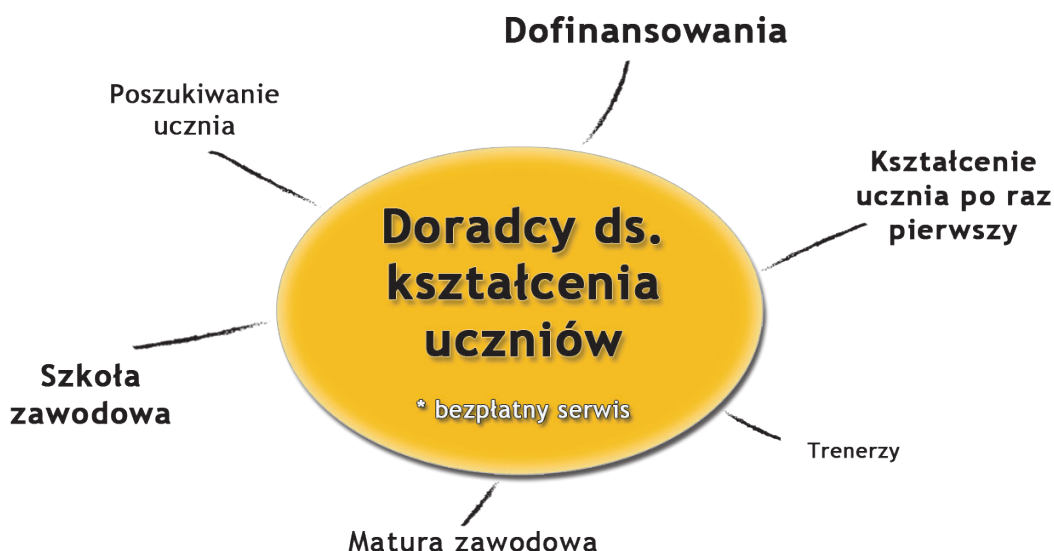 Dofinansowania
Poszukiwanie
ucznia
Kształcenie
ucznia po raz
pierwszy
Doradcy ds.
kształcenia
uczniów
* bezpłatny serwis
Szkoła
zawodowa
Trenerzy
Matura zawodowa